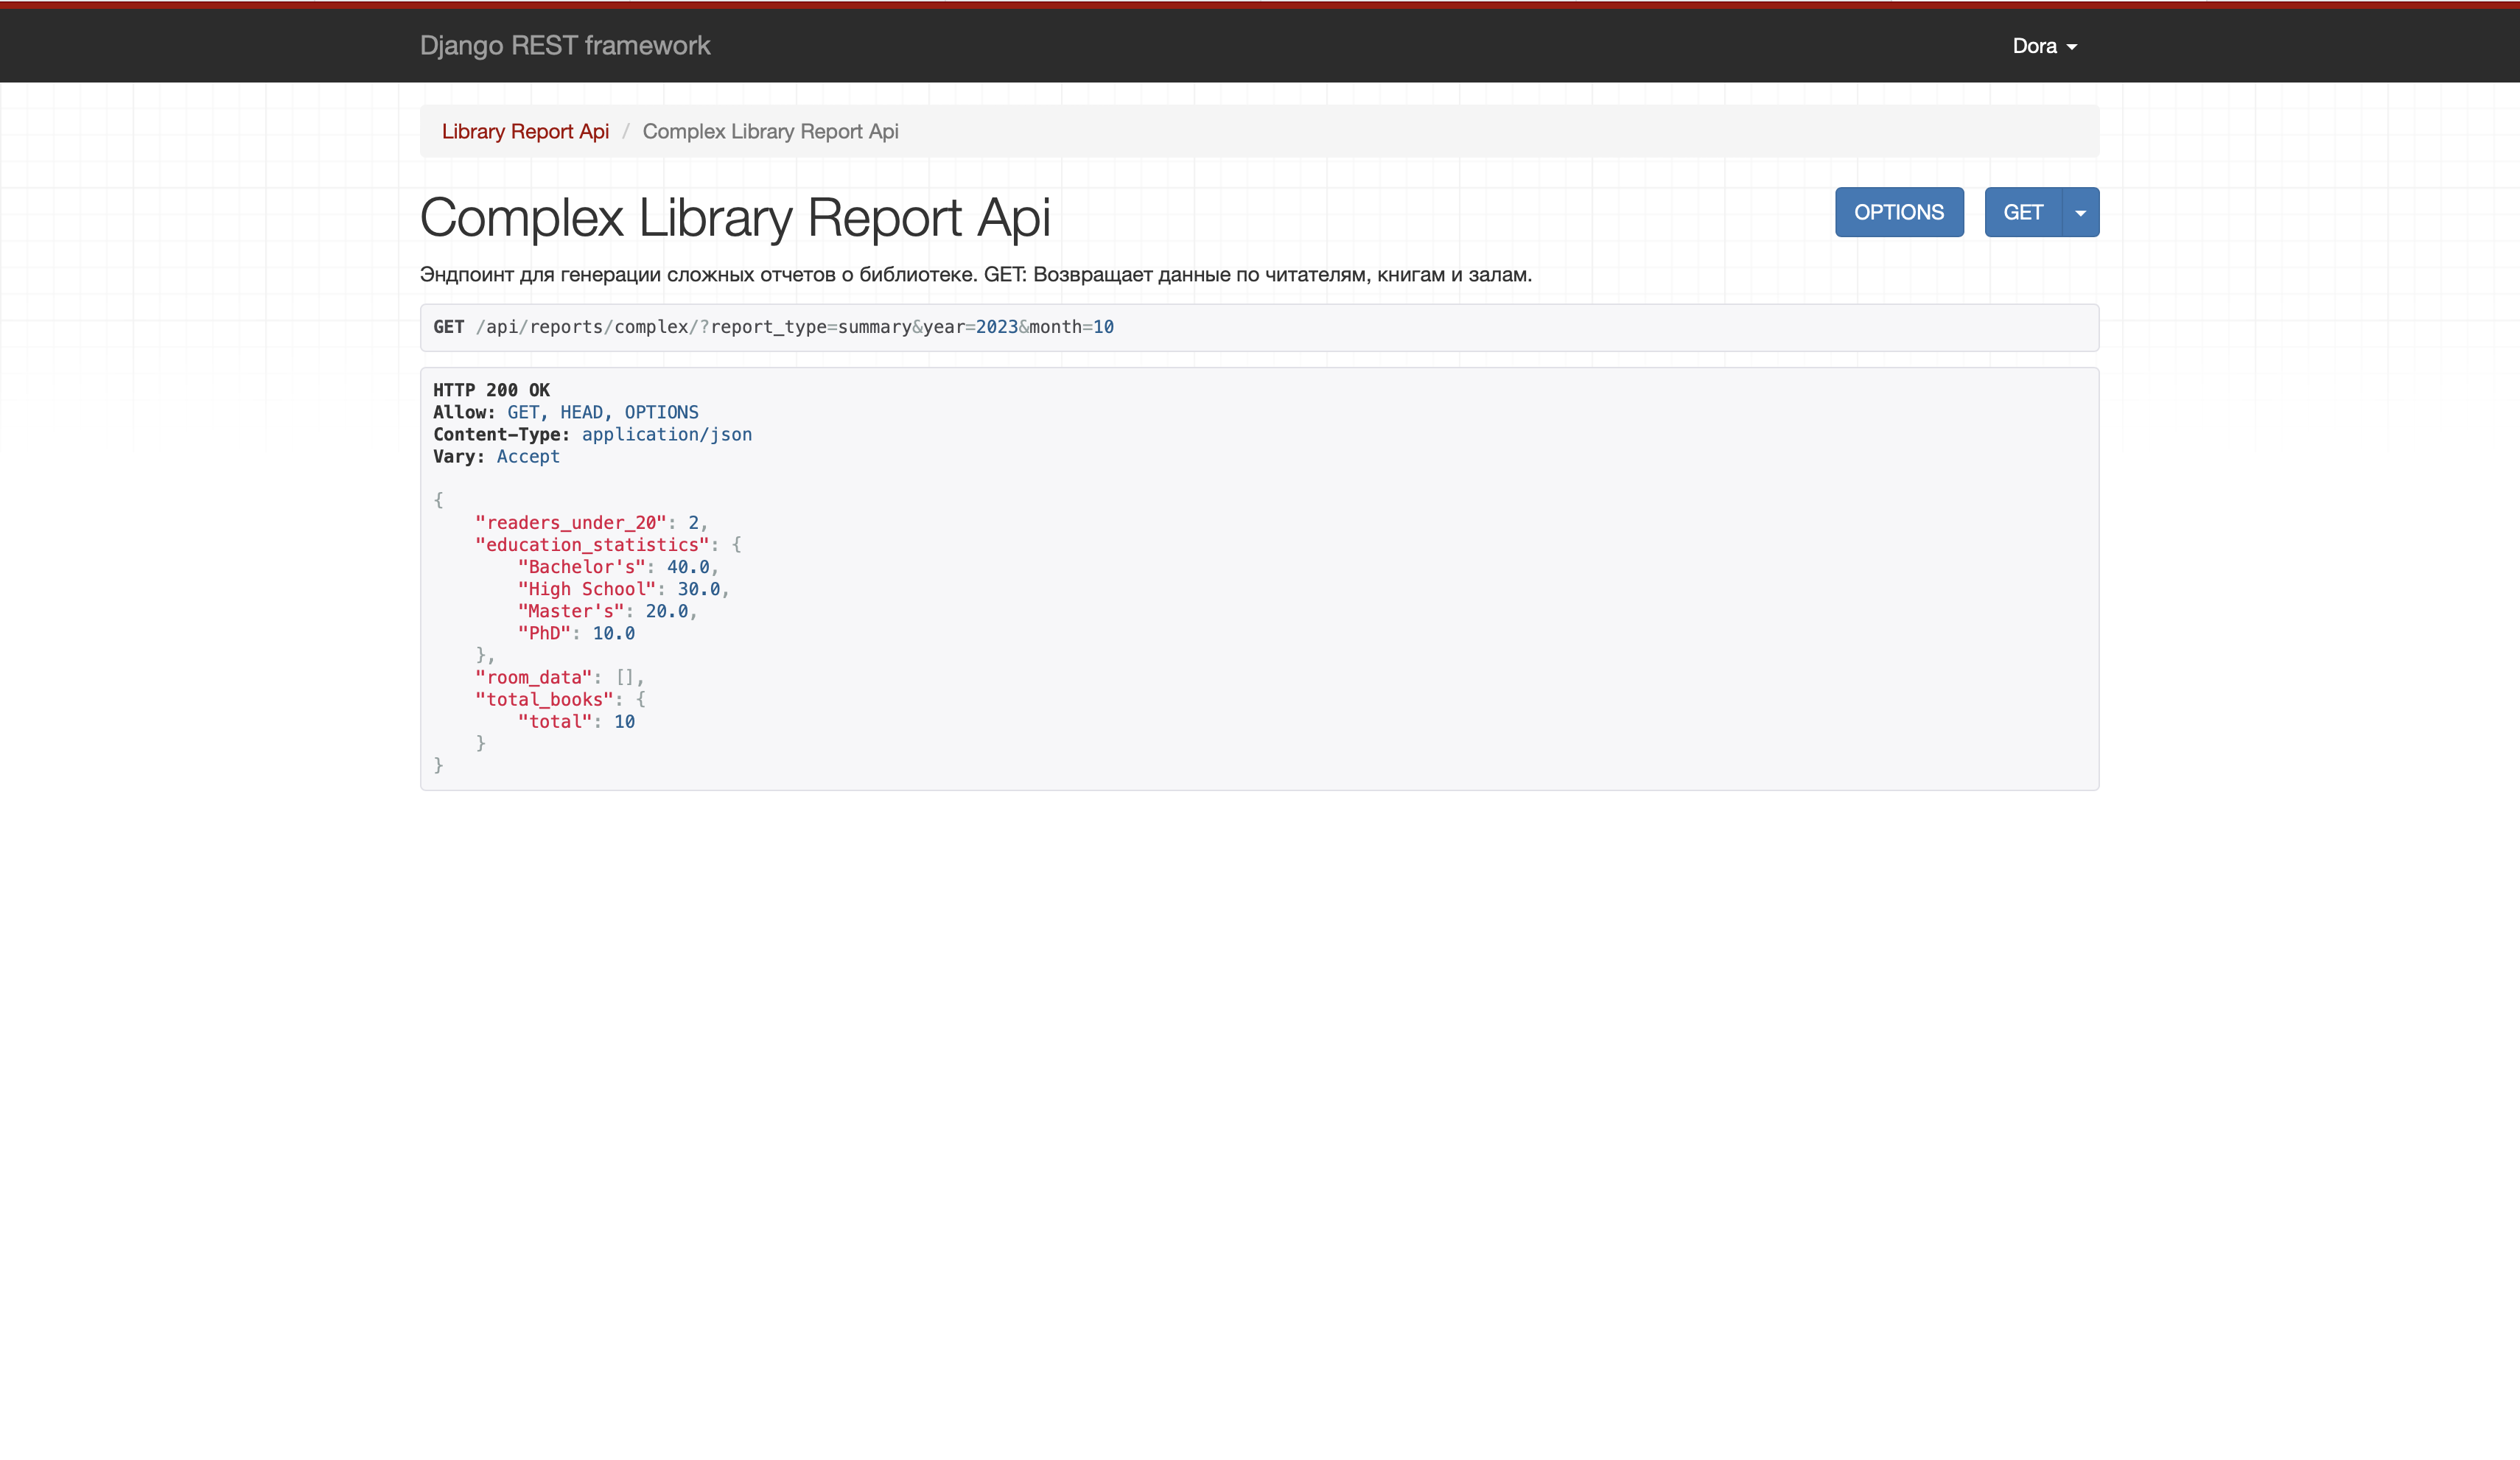 Django REST framework
Dora
Library Report Api / Complex Library Report Api
Complex Library Report Api
OPTIONS
GET
Эндпоинт для генерации сложных отчетов о библиотеке. GET: Возвращает данные по читателям, книгам и залам.
GET /api/reports/complex/?report_type=summary&year=2023&month=10
HTTP 200 OK
Allow: GET, HEAD, OPTIONS
Content-Type: application/json
Vary: Accept
{
    "readers_under_20": 2,
    "education_statistics": {
        "Bachelor's": 40.0,
        "High School": 30.0,
        "Master's": 20.0,
        "PhD": 10.0
    },
    "room_data": [],
    "total_books": {
        "total": 10
    }
}